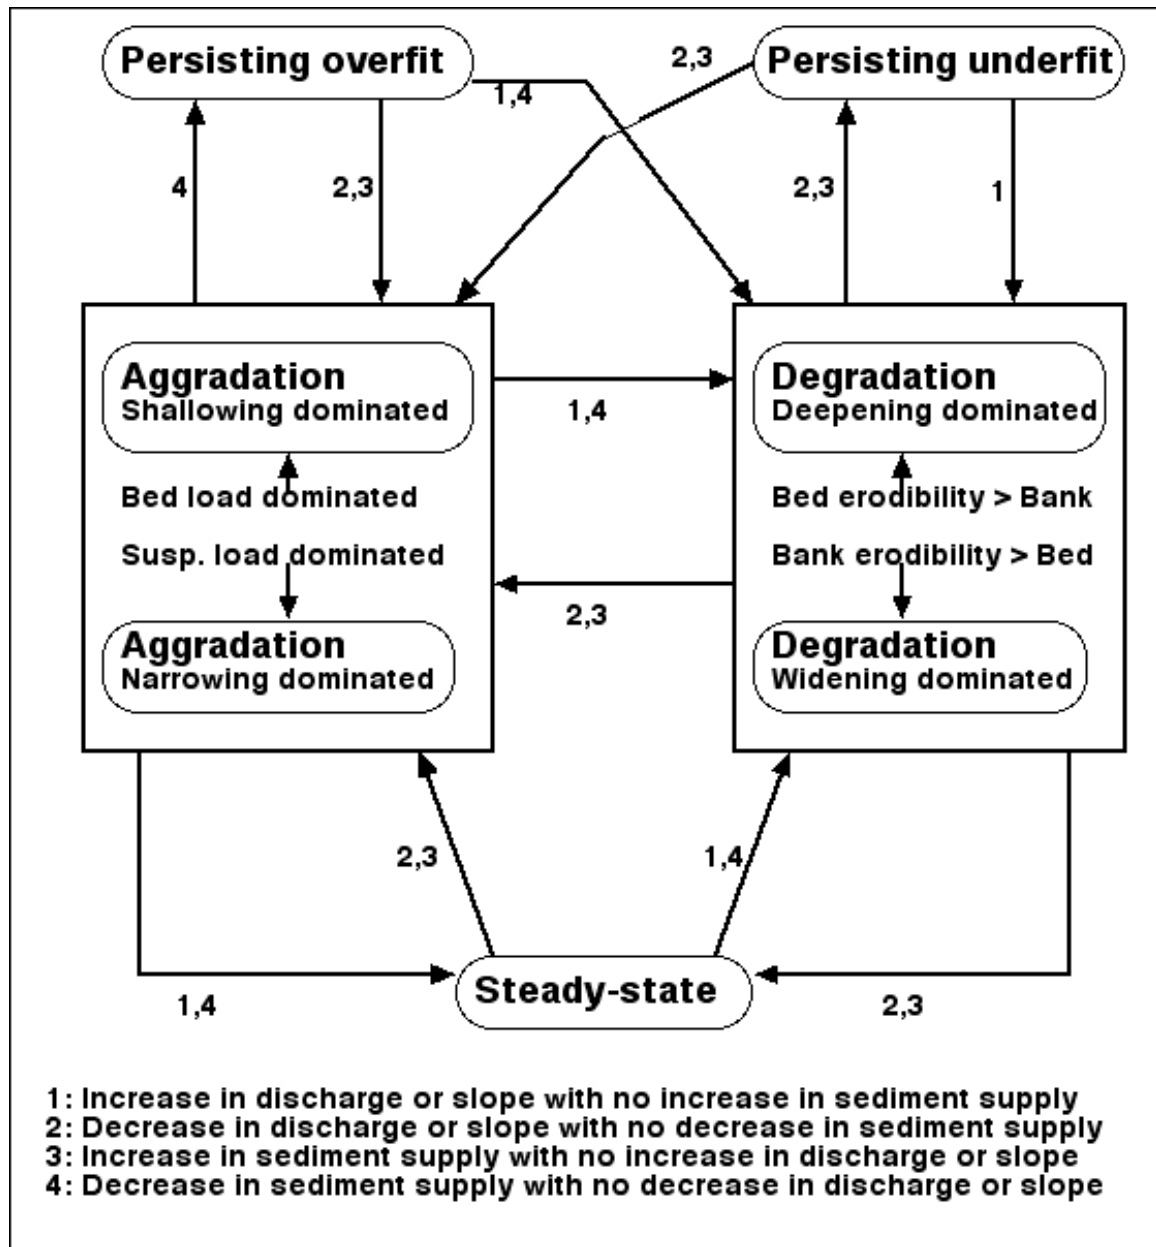 Persisting overfit
2,3
Persisting underfit
1,4
4
2,3
2,3
1
Aggradation
Shallowing dominated
Degradation
Deepening dominated
1,4
Bed load dominated
Bed erodibility > Bank
Susp. load dominated
Bank erodibility > Bed
2,3
Aggradation
Narrowing dominated
Degradation
Widening dominated
2,3
1,4
Steady-state
1,4
2,3
1: Increase in discharge or slope with no increase in sediment supply
2: Decrease in discharge or slope with no decrease in sediment supply
3: Increase in sediment supply with no increase in discharge or slope
4: Decrease in sediment supply with no decrease in discharge or slope